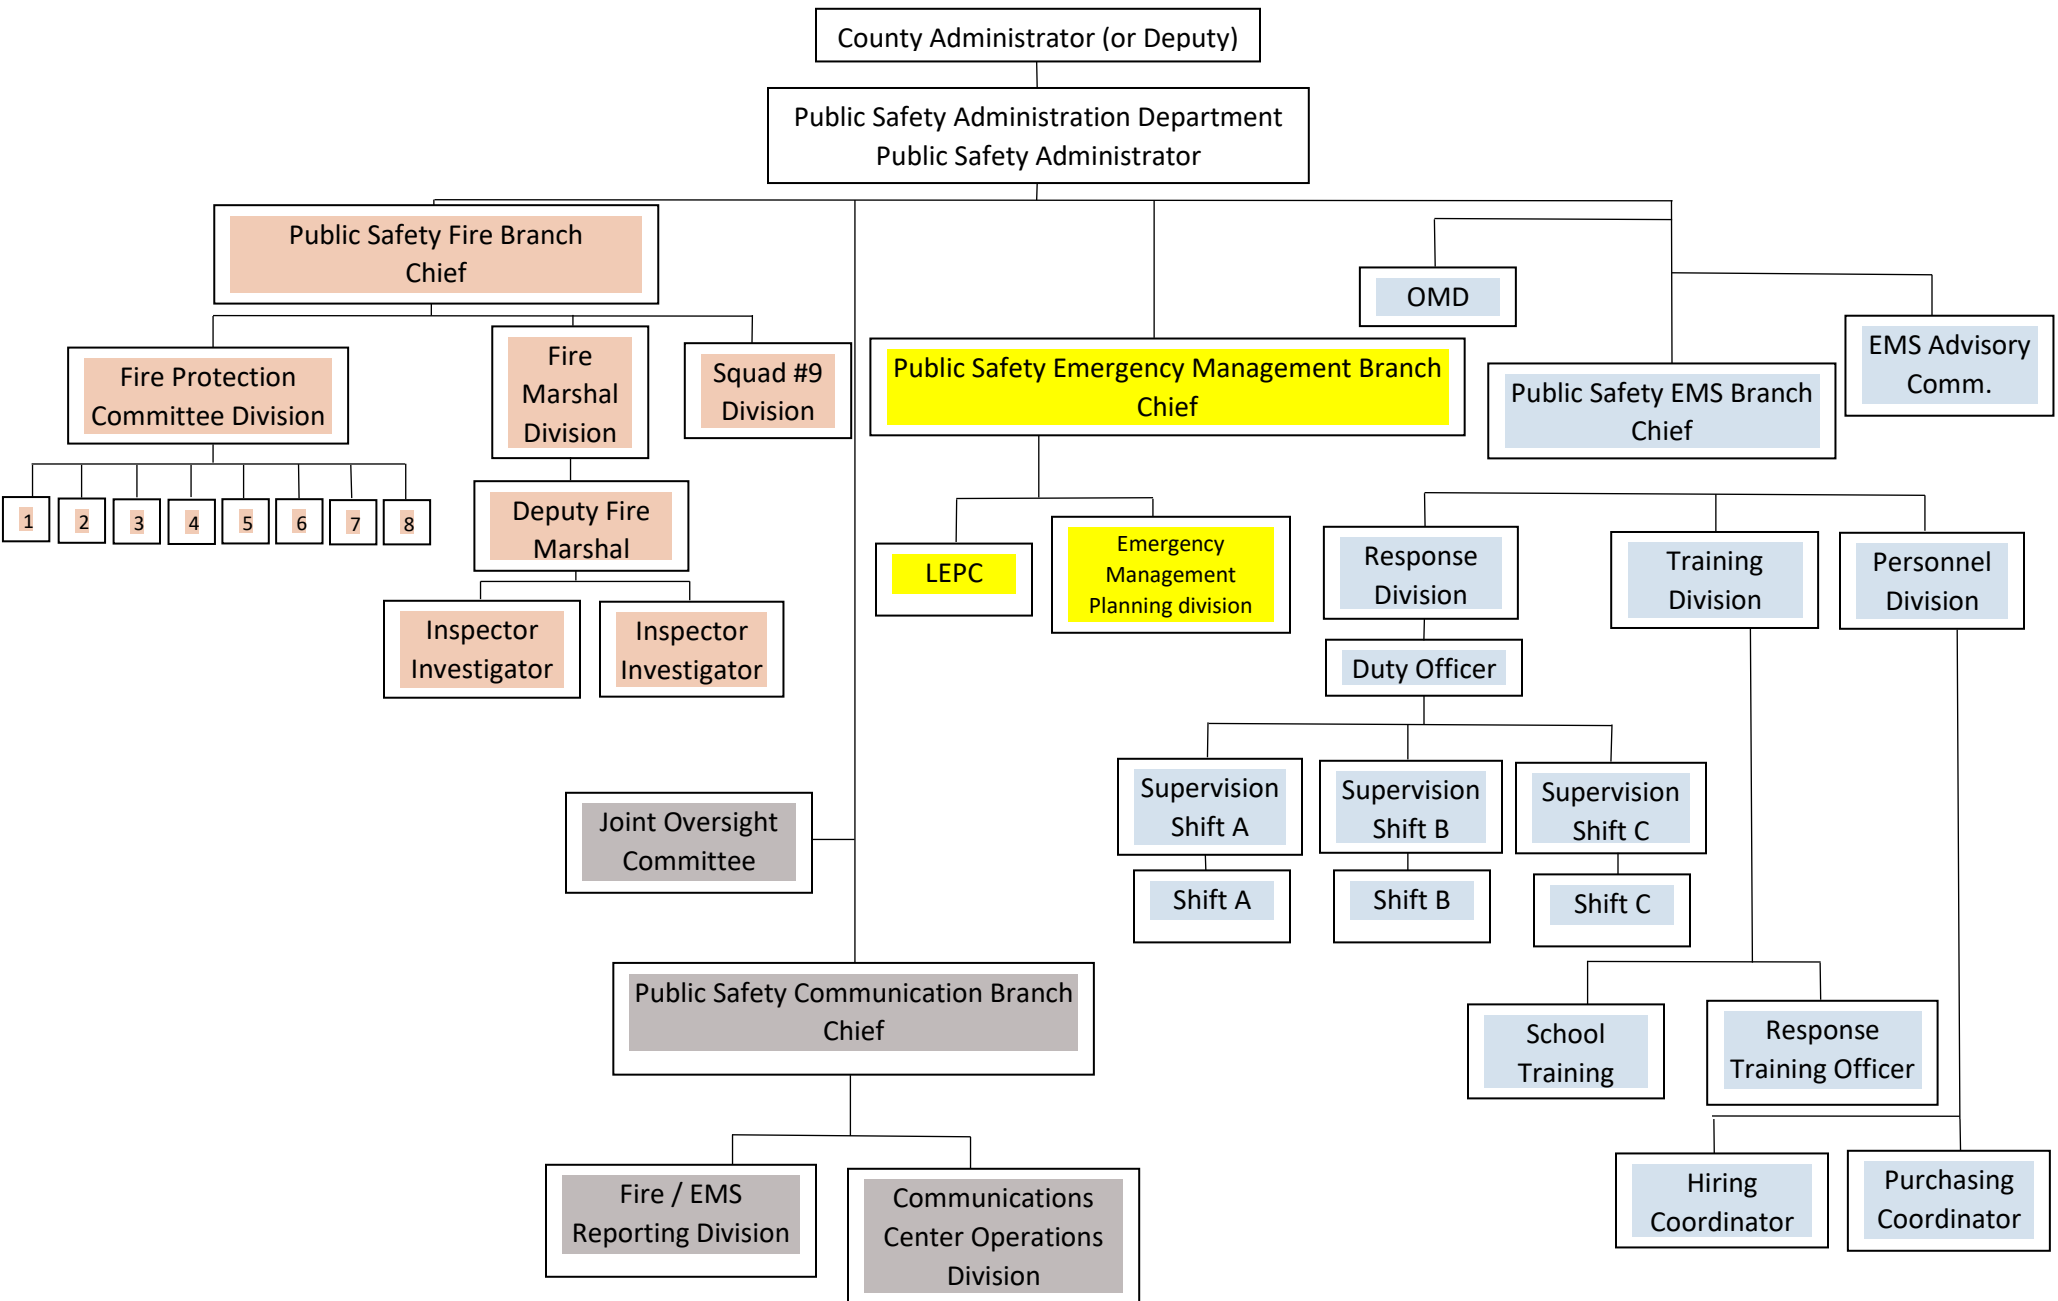 County Administrator (or Deputy)
Public Safety Administration Department
Public Safety Administrator
Public Safety Fire Branch
Chief
Fire Protection
Committee Division
1
2
3
4
5
6
7
8
Fire
Marshal
Division
Deputy Fire
Marshal
Inspector
Investigator
Inspector
Investigator
Squad #9
Division
Joint Oversight
Committee
Public Safety Communication Branch
Chief
Fire / EMS
Reporting Division
Communications
Center Operations
Division
Public Safety Emergency Management Branch
Chief
LEPC
Emergency
Management
Planning division
OMD
Public Safety EMS Branch
Chief
EMS Advisory
Comm.
Response
Division
Duty Officer
Supervision
Shift A
Shift A
Supervision
Shift B
Shift B
Supervision
Shift C
Shift C
Training
Division
School
Training
Response
Training Officer
Personnel
Division
Hiring
Coordinator
Purchasing
Coordinator